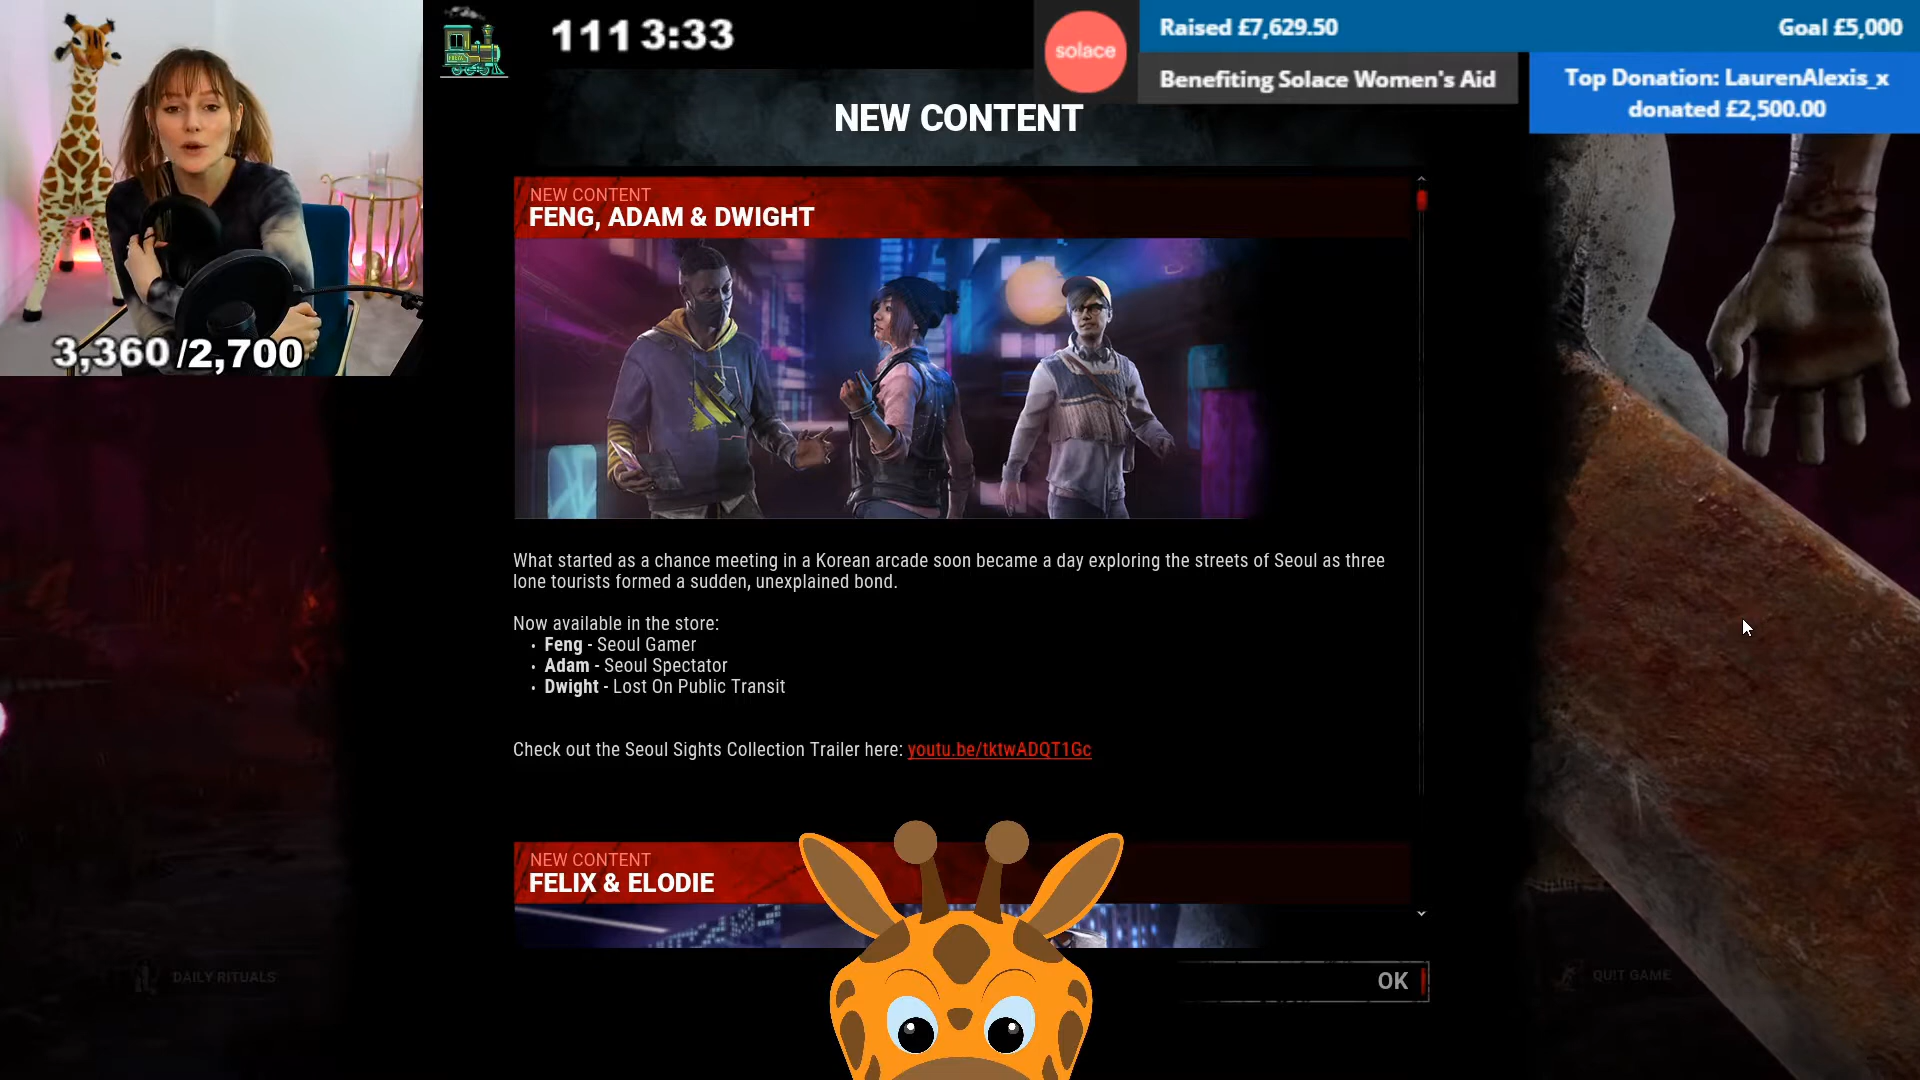 111 3:33
solace
Raised £7,629.50
Goal £5,000
Benefiting Solace Women's Aid
Top Donation: LaurenAlexis_x
donated £2,500.00
3,360 /2,700
NEW CONTENT
NEW CONTENT
FENG, ADAM & DWIGHT
What started as a chance meeting in a Korean arcade soon became a day exploring the streets of Seoul as three
lone tourists formed a sudden, unexplained bond.
Now available in the store:
• Feng - Seoul Gamer
• Adam - Seoul Spectator
• Dwight - Lost On Public Transit
Check out the Seoul Sights Collection Trailer here: youtu.be/tktwADQT1Gc
NEW CONTENT
FELIX & ELODIE
DAILY RITUALS
OK
QUIT GAME